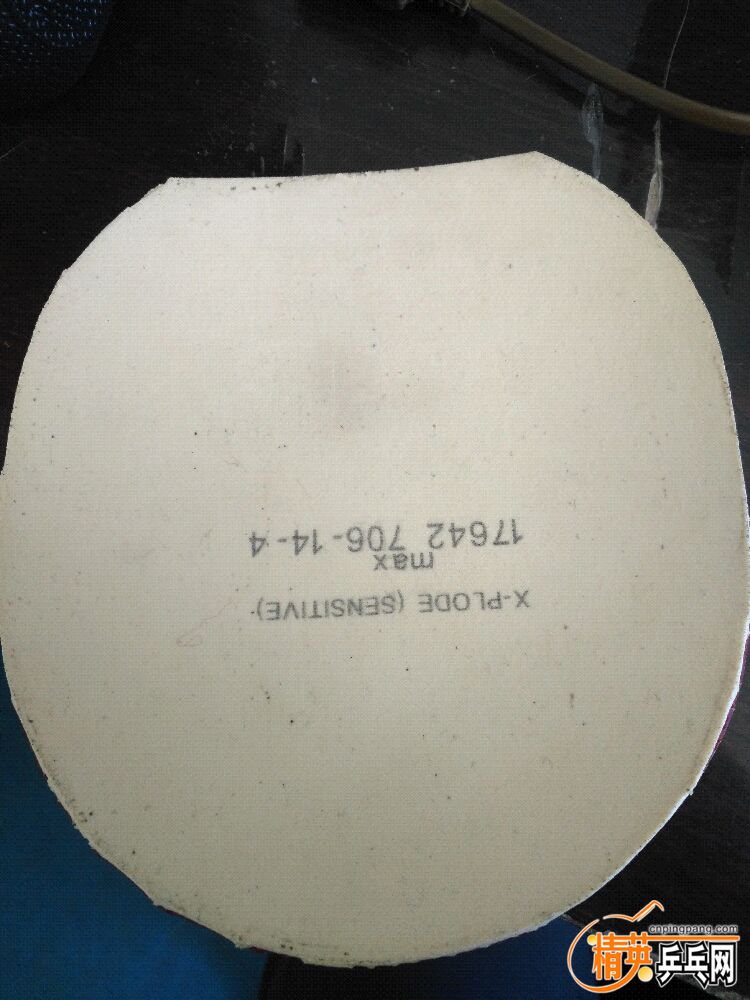 X-PLODE (SENSITIVE)
max
17642 706-14-4
cnpingpang.com
精英乒乓网